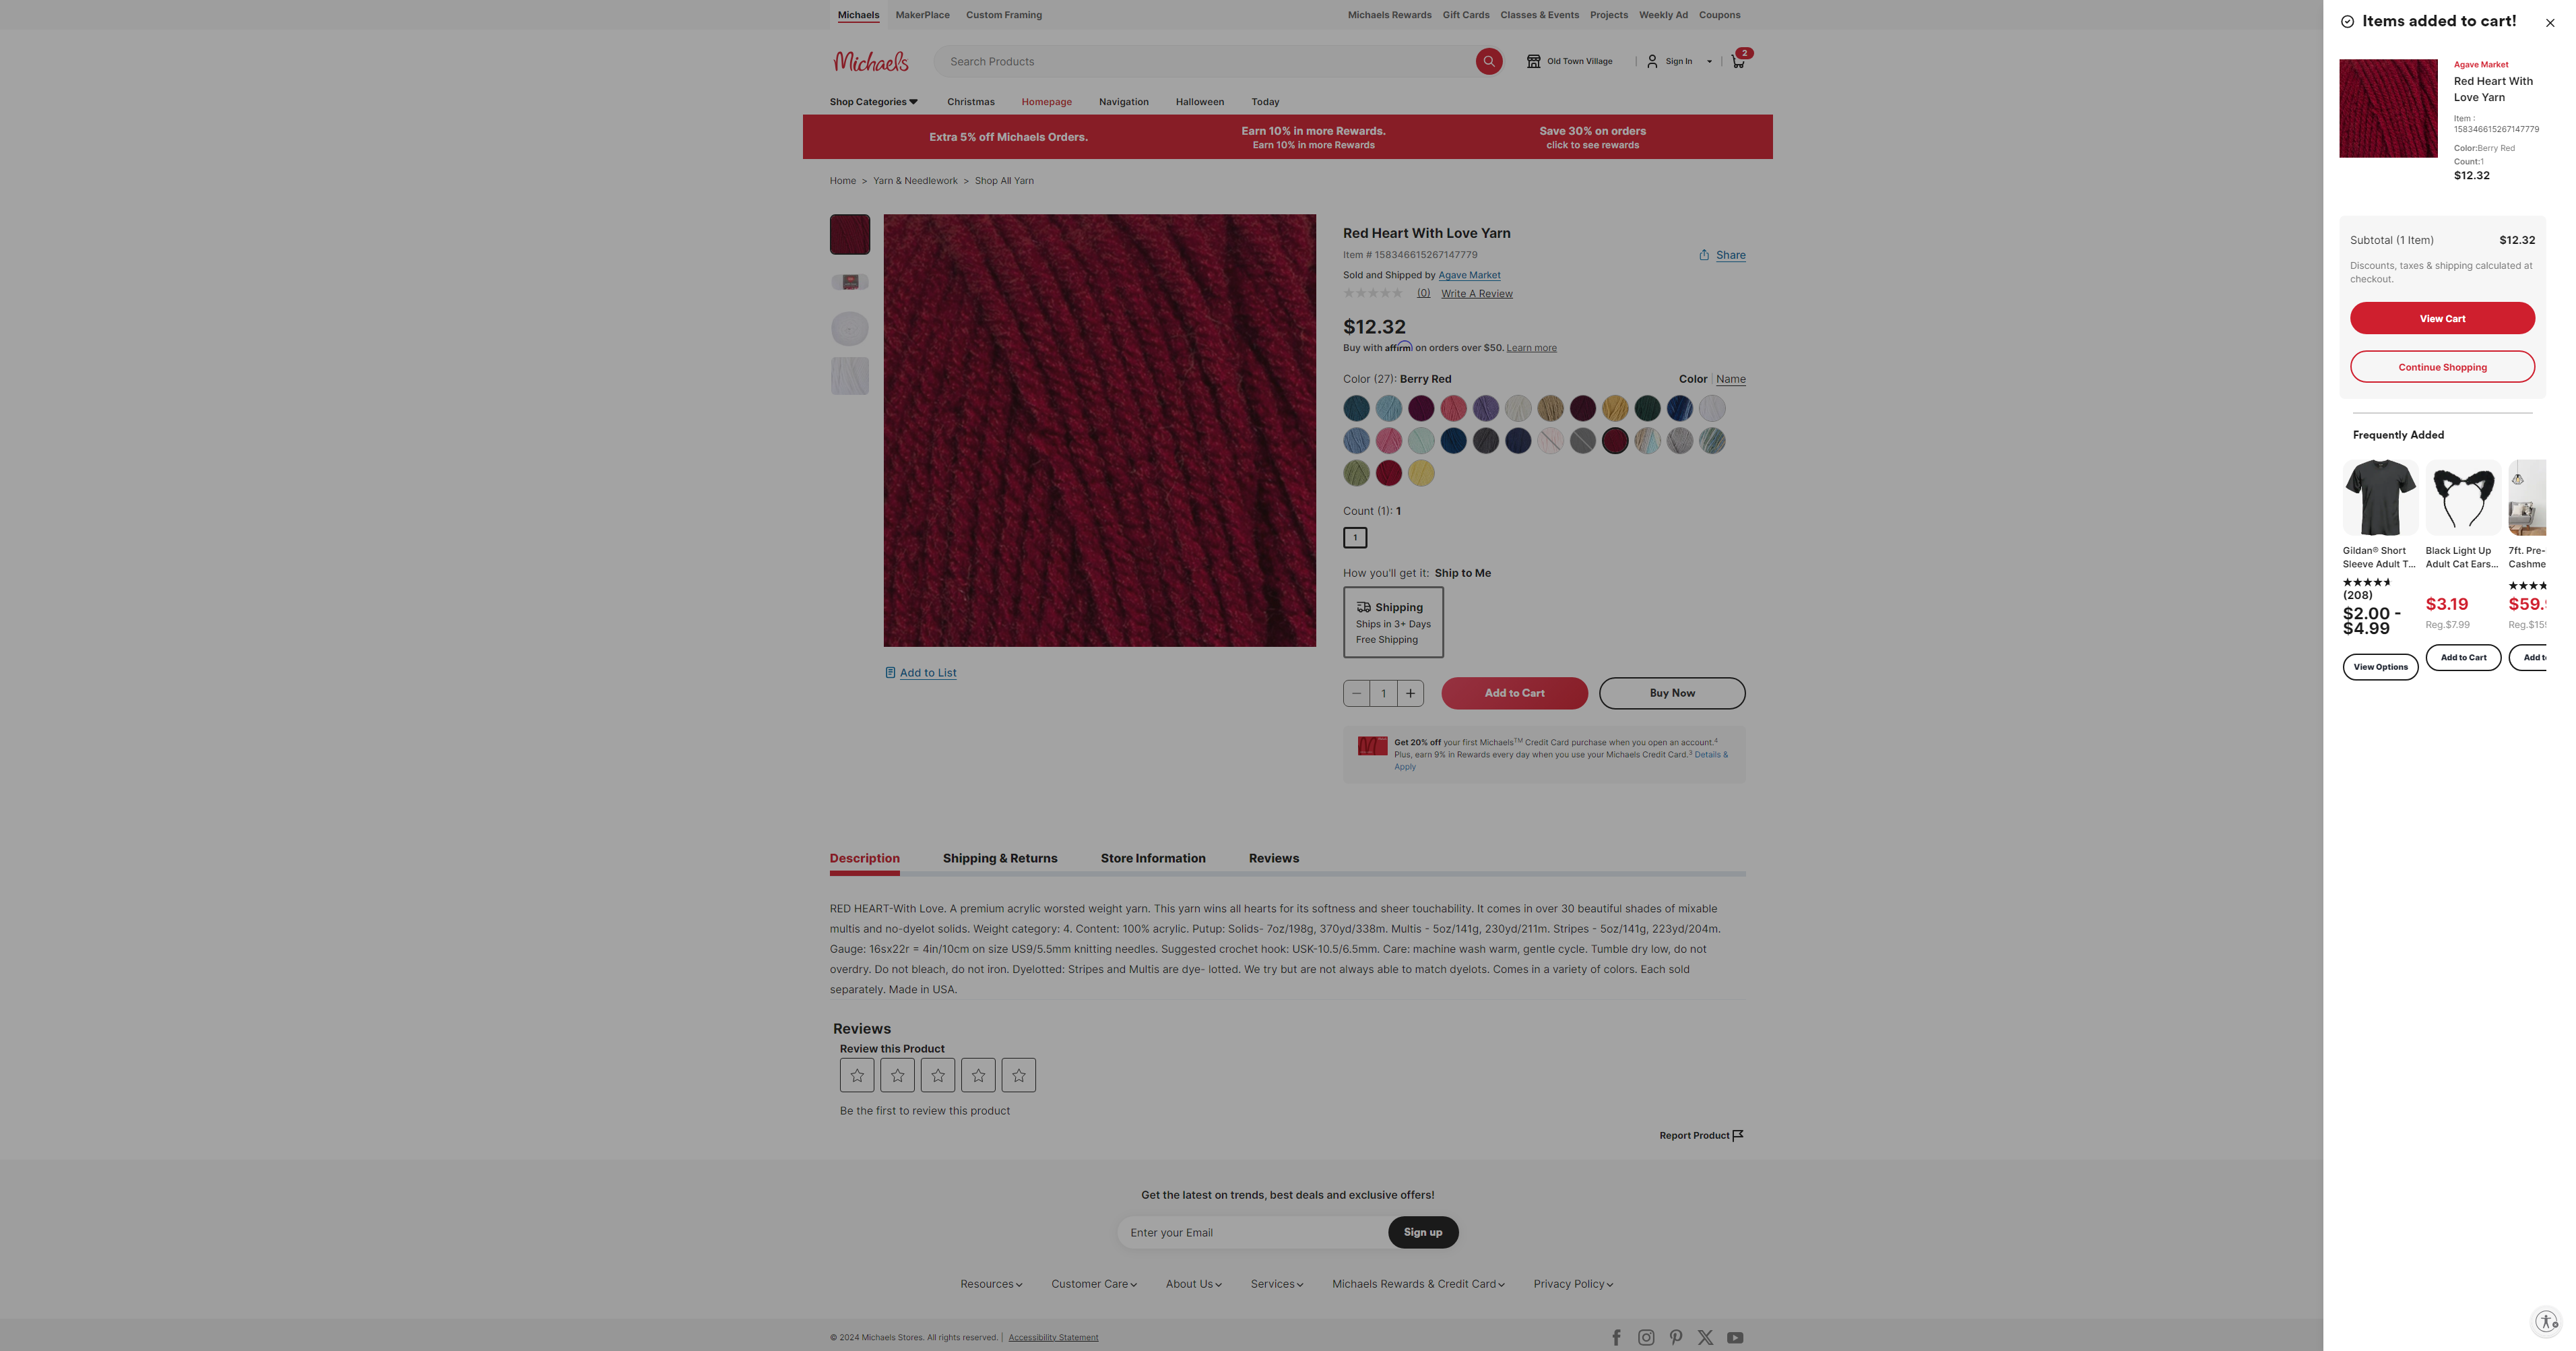 Michaels
MakerPlace
Custom Framing
Michaels Rewards
Gift Cards
Classes & Events
Projects
Weekly Ad
Coupons
Michaels
Search Products
Old Town Village
Sign In
2
Shop Categories
Christmas
Homepage
Navigation
Halloween
Today
Extra 5% off Michaels Orders.
Earn 10% in more Rewards.
Earn 10% in more Rewards
Save 30% on orders
click to see rewards
Home > Yarn & Needlework > Shop All Yarn
Red Heart With Love Yarn
Item # 158346615267147779
Share
Sold and Shipped by Agave Market
(0) Write A Review
$12.32
Buy with affirm on orders over $50. Learn more
Color (27): Berry Red
Color | Name
Count (1): 1
1
How you'll get it: Ship to Me
Shipping
Ships in 3+ Days
Free Shipping
Add to List
1
Add to Cart
Buy Now
Get 20% off your first Michaels™ Credit Card purchase when you open an account.⁴
Plus, earn 9% in Rewards every day when you use your Michaels Credit Card.³ Details &
Apply
Description
Shipping & Returns
Store Information
Reviews
RED HEART-With Love. A premium acrylic worsted weight yarn. This yarn wins all hearts for its softness and sheer touchability. It comes in over 30 beautiful shades of mixable
multis and no-dyelot solids. Weight category: 4. Content: 100% acrylic. Putup: Solids- 7oz/198g, 370yd/338m. Multis - 5oz/141g, 230yd/211m. Stripes - 5oz/141g, 223yd/204m.
Gauge: 16sx22r = 4in/10cm on size US9/5.5mm knitting needles. Suggested crochet hook: USK-10.5/6.5mm. Care: machine wash warm, gentle cycle. Tumble dry low, do not
overdry. Do not bleach, do not iron. Dyelotted: Stripes and Multis are dye- lotted. We try but are not always able to match dyelots. Comes in a variety of colors. Each sold
separately. Made in USA.
Reviews
Review this Product
Be the first to review this product
Report Product
Get the latest on trends, best deals and exclusive offers!
Enter your Email
Sign up
Resources
Customer Care
About Us
Services
Michaels Rewards & Credit Card
Privacy Policy
© 2024 Michaels Stores. All rights reserved. | Accessibility Statement
Items added to cart!
Agave Market
Red Heart With
Love Yarn
Item :
158346615267147779
Color:Berry Red
Count:1
$12.32
Subtotal (1 Item)
$12.32
Discounts, taxes & shipping calculated at
checkout.
View Cart
Continue Shopping
Frequently Added
Gildan® Short
Sleeve Adult T...
(208)
$2.00 -
$4.99
View Options
Black Light Up
Adult Cat Ears...
$3.19
Reg.$7.99
Add to Cart
7ft. Pre-
Cashme
$59.
Reg.$15
Add t